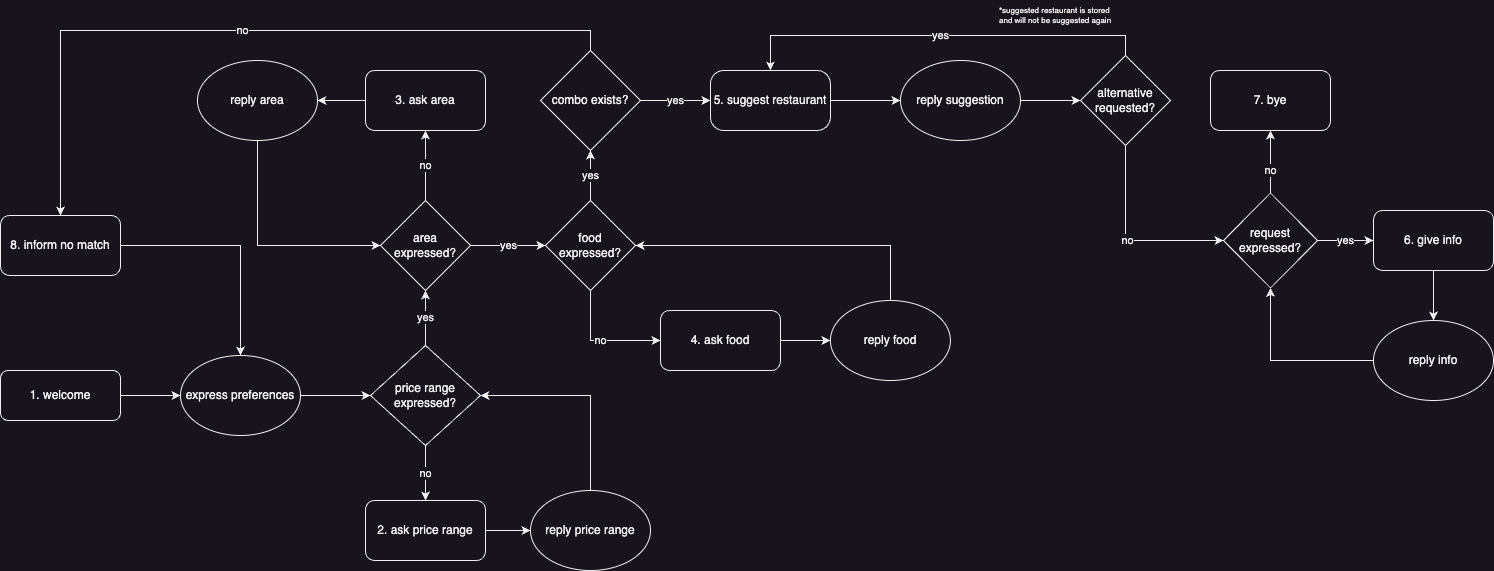 *suggested restaurant is stored
and will not be suggested again
no
yes
reply area
3. ask area
combo exists?
yes
5. suggest restaurant
reply suggestion
alternative
requested?
7. bye
no
yes
no
8. inform no match
area
expressed?
yes
food
expressed?
no
request
expressed?
yes
6. give info
yes
no
4. ask food
reply food
reply info
1. welcome
express preferences
price range
expressed?
no
2. ask price range
reply price range